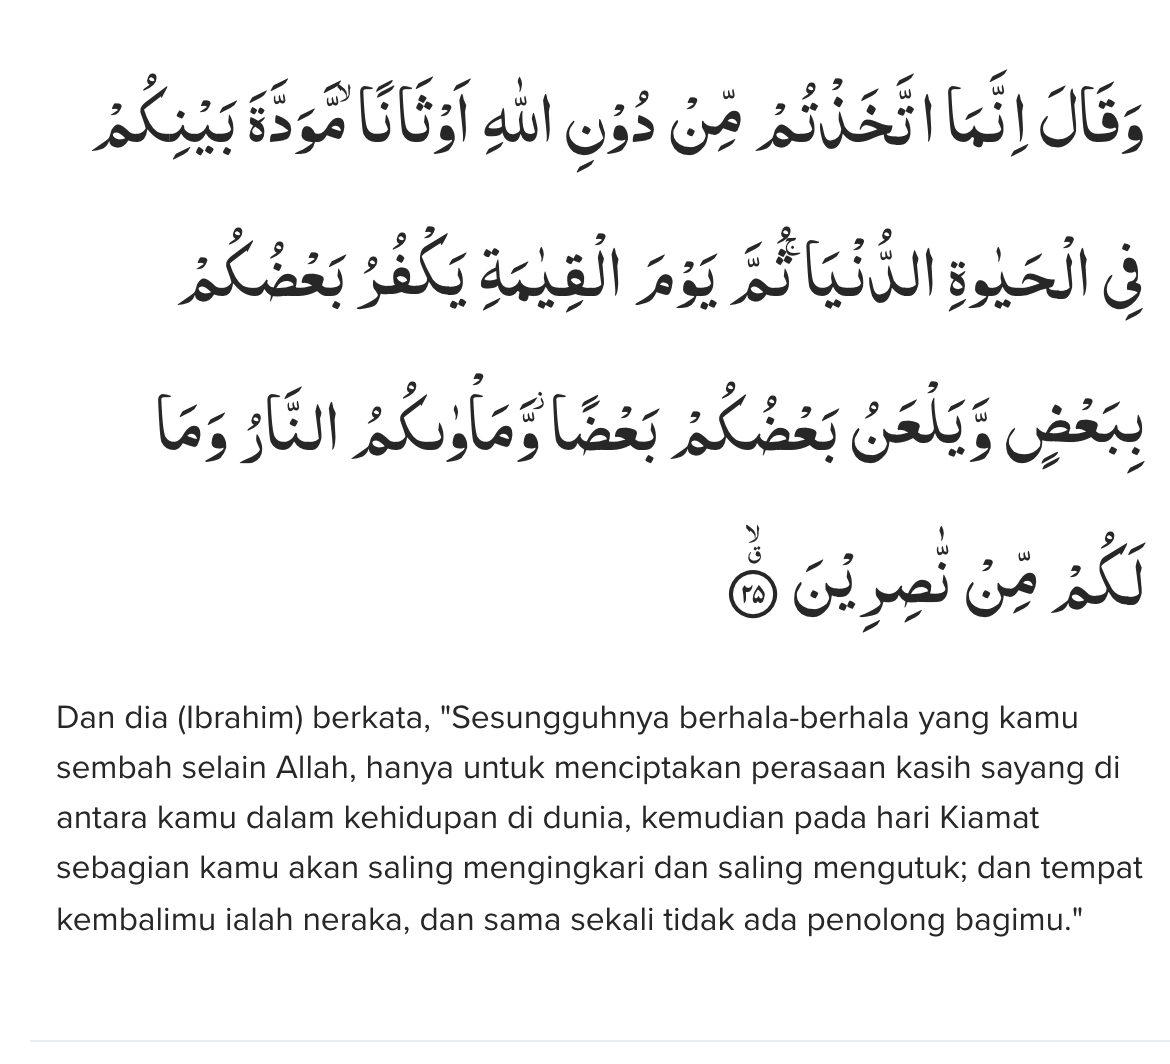 وَقَالَ اِنَّمَا اتَّخَذْتُمْ مِّنْ دُوْنِ اللّٰهِ اَوْثَانًاۙ مَّوَدَّةَ بَيْنِكُمْ
فِى الْحَيٰوةِ الدُّنْيَا ۚ ثُمَّ يَوْمَ الْقِيٰمَةِ يَكْفُرُ بَعْضُكُمْ
بِبَعْضٍ وَّيَلْعَنُ بَعْضُكُمْ بَعْضًا ۖوَّمَأْوٰىكُمُ النَّارُ وَمَا
لَكُمْ مِّنْ نّٰصِرِيْنَ ۲۵ ۙق
Dan dia (Ibrahim) berkata, "Sesungguhnya berhala-berhala yang kamu
sembah selain Allah, hanya untuk menciptakan perasaan kasih sayang di
antara kamu dalam kehidupan di dunia, kemudian pada hari Kiamat
sebagian kamu akan saling mengingkari dan saling mengutuk; dan tempat
kembalimu ialah neraka, dan sama sekali tidak ada penolong bagimu."